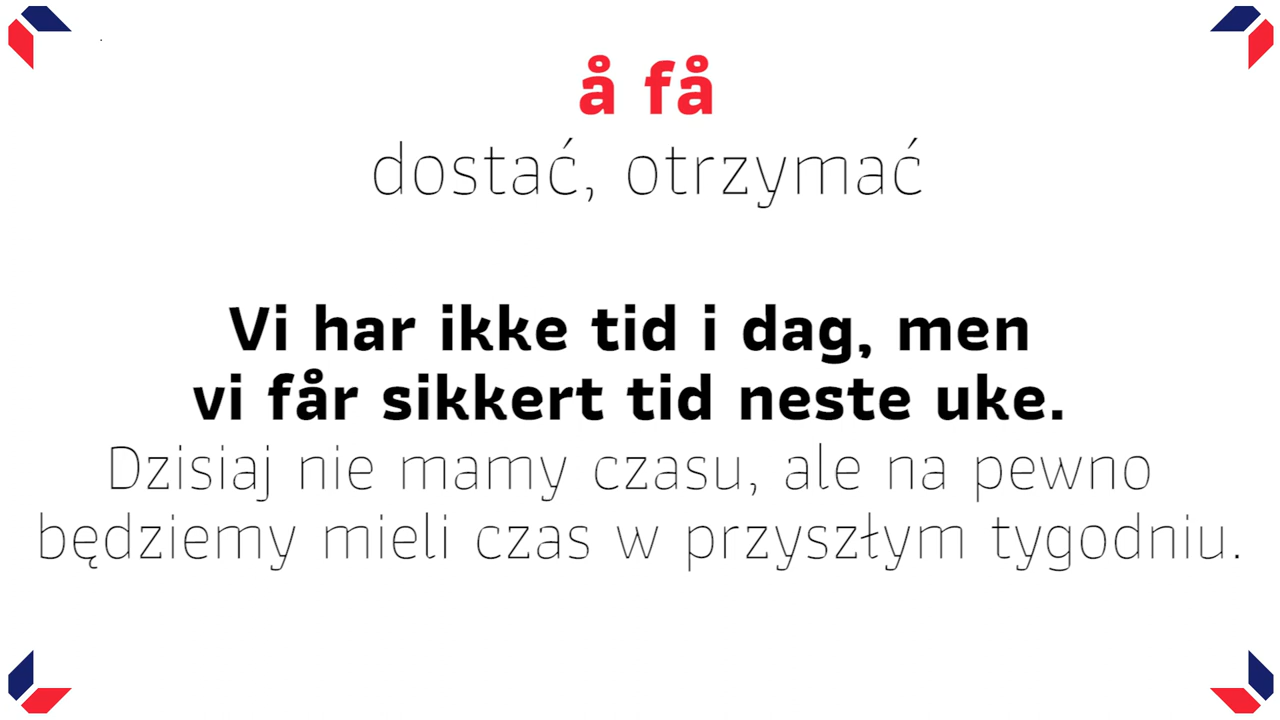 å få
dostać, otrzymać
Vi har ikke tid i dag, men
vi får sikkert tid neste uke.
Dzisiaj nie mamy czasu, ale na pewno
będziemy mieli czas w przyszłym tygodniu.